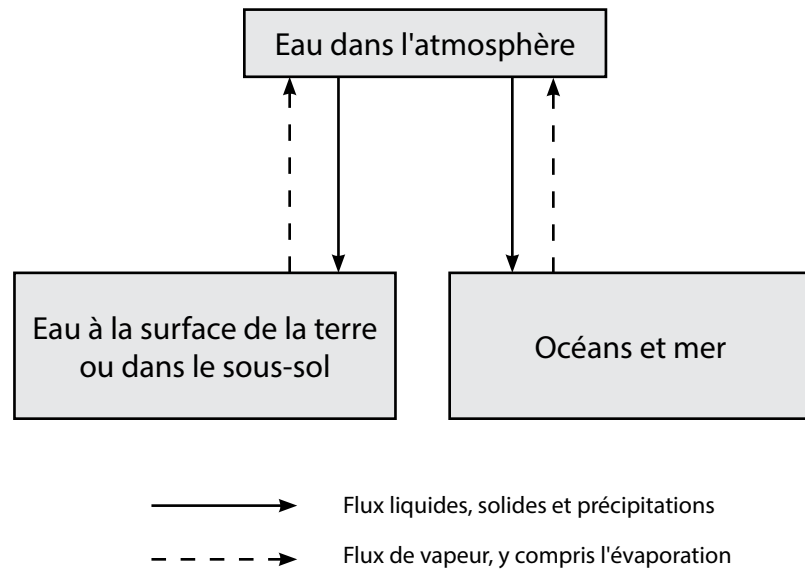 Eau dans l'atmosphère
Eau à la surface de la terre
ou dans le sous-sol
Océans et mer
Flux liquides, solides et précipitations
Flux de vapeur, y compris l'évaporation